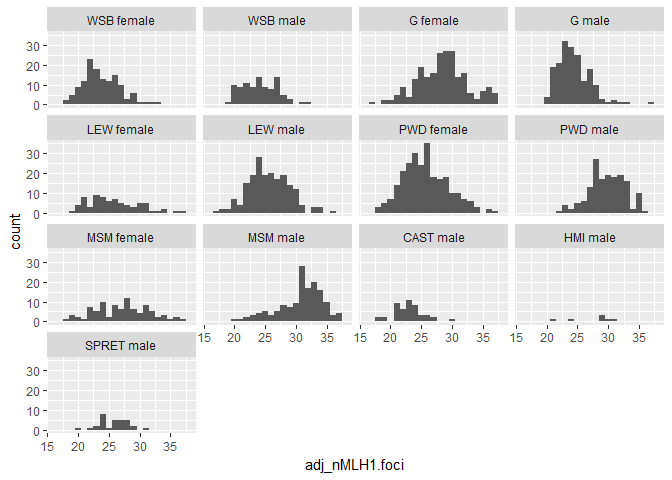 WSB female WSB male G female G male
30
20
10
0
LEW female LEW male PWD female PWD male
30
20
10
0
count
MSM female MSM male CAST male HMI male
30
20
10
0
15 20 25 30 35 15 20 25 30 35 15 20 25 30 35
SPRET male
30
20
10
0
15 20 25 30 35
adj_nMLH1.foci